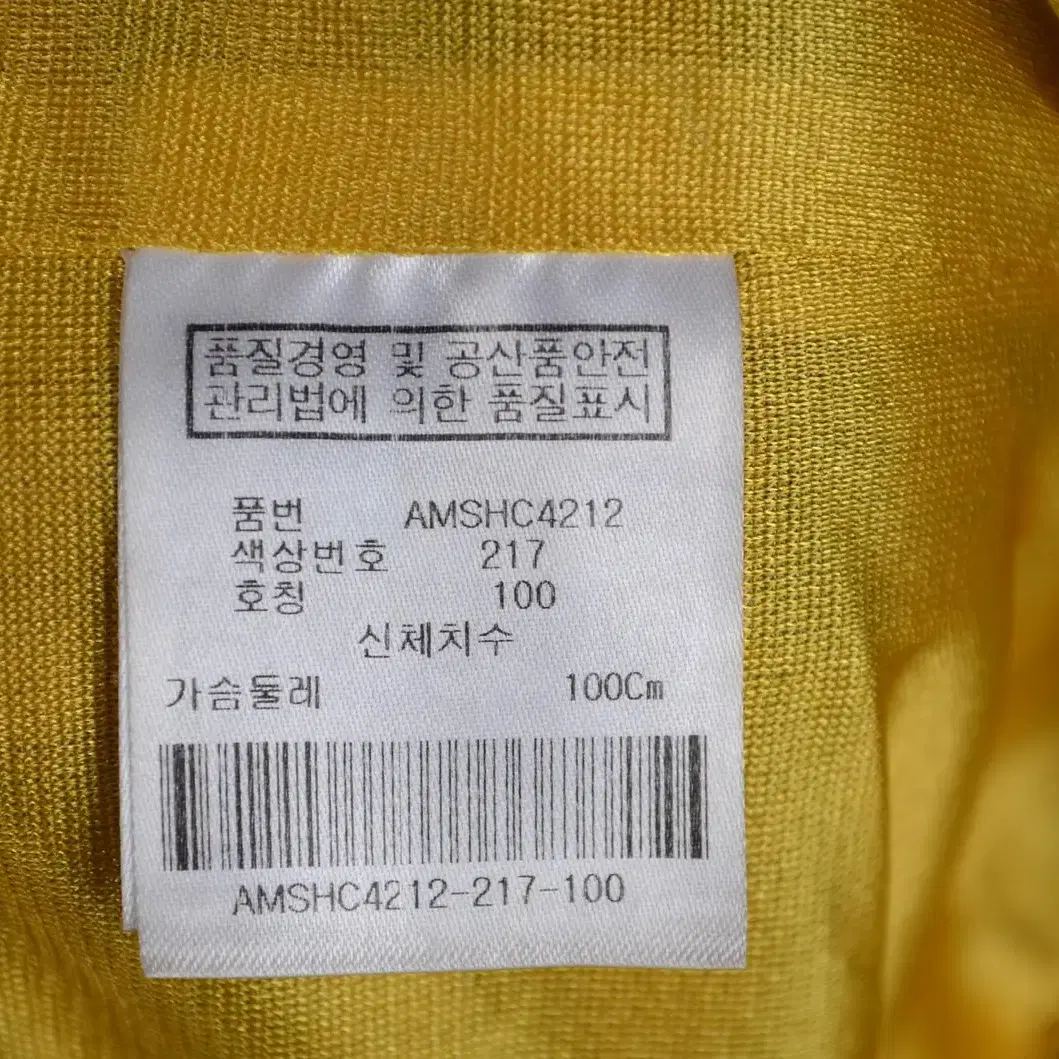 품질경영 및 공산품안전
관리법에 의한 품질표시
품번 AMSHC4212
색상번호 217
호칭 100
신체치수
가슴둘레 100Cm
AMSHC4212-217-100